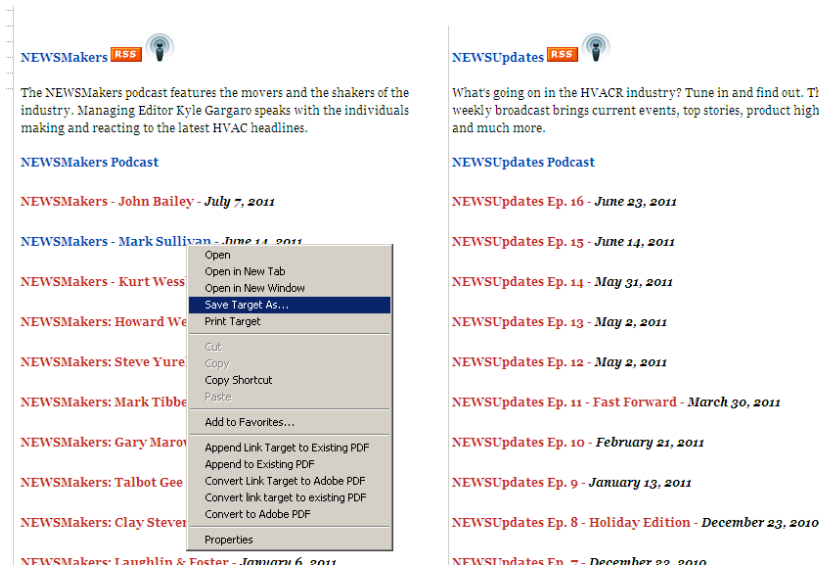 NEWSMakers RSS
The NEWSMakers podcast features the movers and the shakers of the
industry. Managing Editor Kyle Gargaro speaks with the individuals
making and reacting to the latest HVAC headlines.
NEWSMakers Podcast
NEWSMakers - John Bailey - July 7, 2011
NEWSMakers - Mark Sullivan - June 14, 2011
NEWSMakers - Kurt
NEWSMakers: Howard
NEWSMakers: Steve
NEWSMakers: Mark
NEWSMakers: Gary
NEWSMakers: Talbot Gee
NEWSMakers: Clay
NEWSMakers: Laughlin & Foster - January 6, 2011
Open
Open in New Tab
Open in New Window
Save Target As...
Print Target
Cut
Copy
Copy Shortcut
Paste
Add to Favorites...
Append Link Target to Existing PDF
Append to Existing PDF
Convert Link Target to Adobe PDF
Convert link target to existing PDF
Convert to Adobe PDF
Properties
NEWSUpdates RSS
What's going on in the HVACR industry? Tune in and find out.
weekly broadcast brings current events, top stories, product
and much more.
NEWSUpdates Podcast
NEWSUpdates Ep. 16 - June 23, 2011
NEWSUpdates Ep. 15 - June 14, 2011
NEWSUpdates Ep. 14 - May 31, 2011
NEWSUpdates Ep. 13 - May 2, 2011
NEWSUpdates Ep. 12 - May 2, 2011
NEWSUpdates Ep. 11 - Fast Forward - March 30, 2011
NEWSUpdates Ep. 10 - February 21, 2011
NEWSUpdates Ep. 9 - January 13, 2011
NEWSUpdates Ep. 8 - Holiday Edition - December 23, 2010
NEWSUpdates Ep. 7 - December 22, 2010